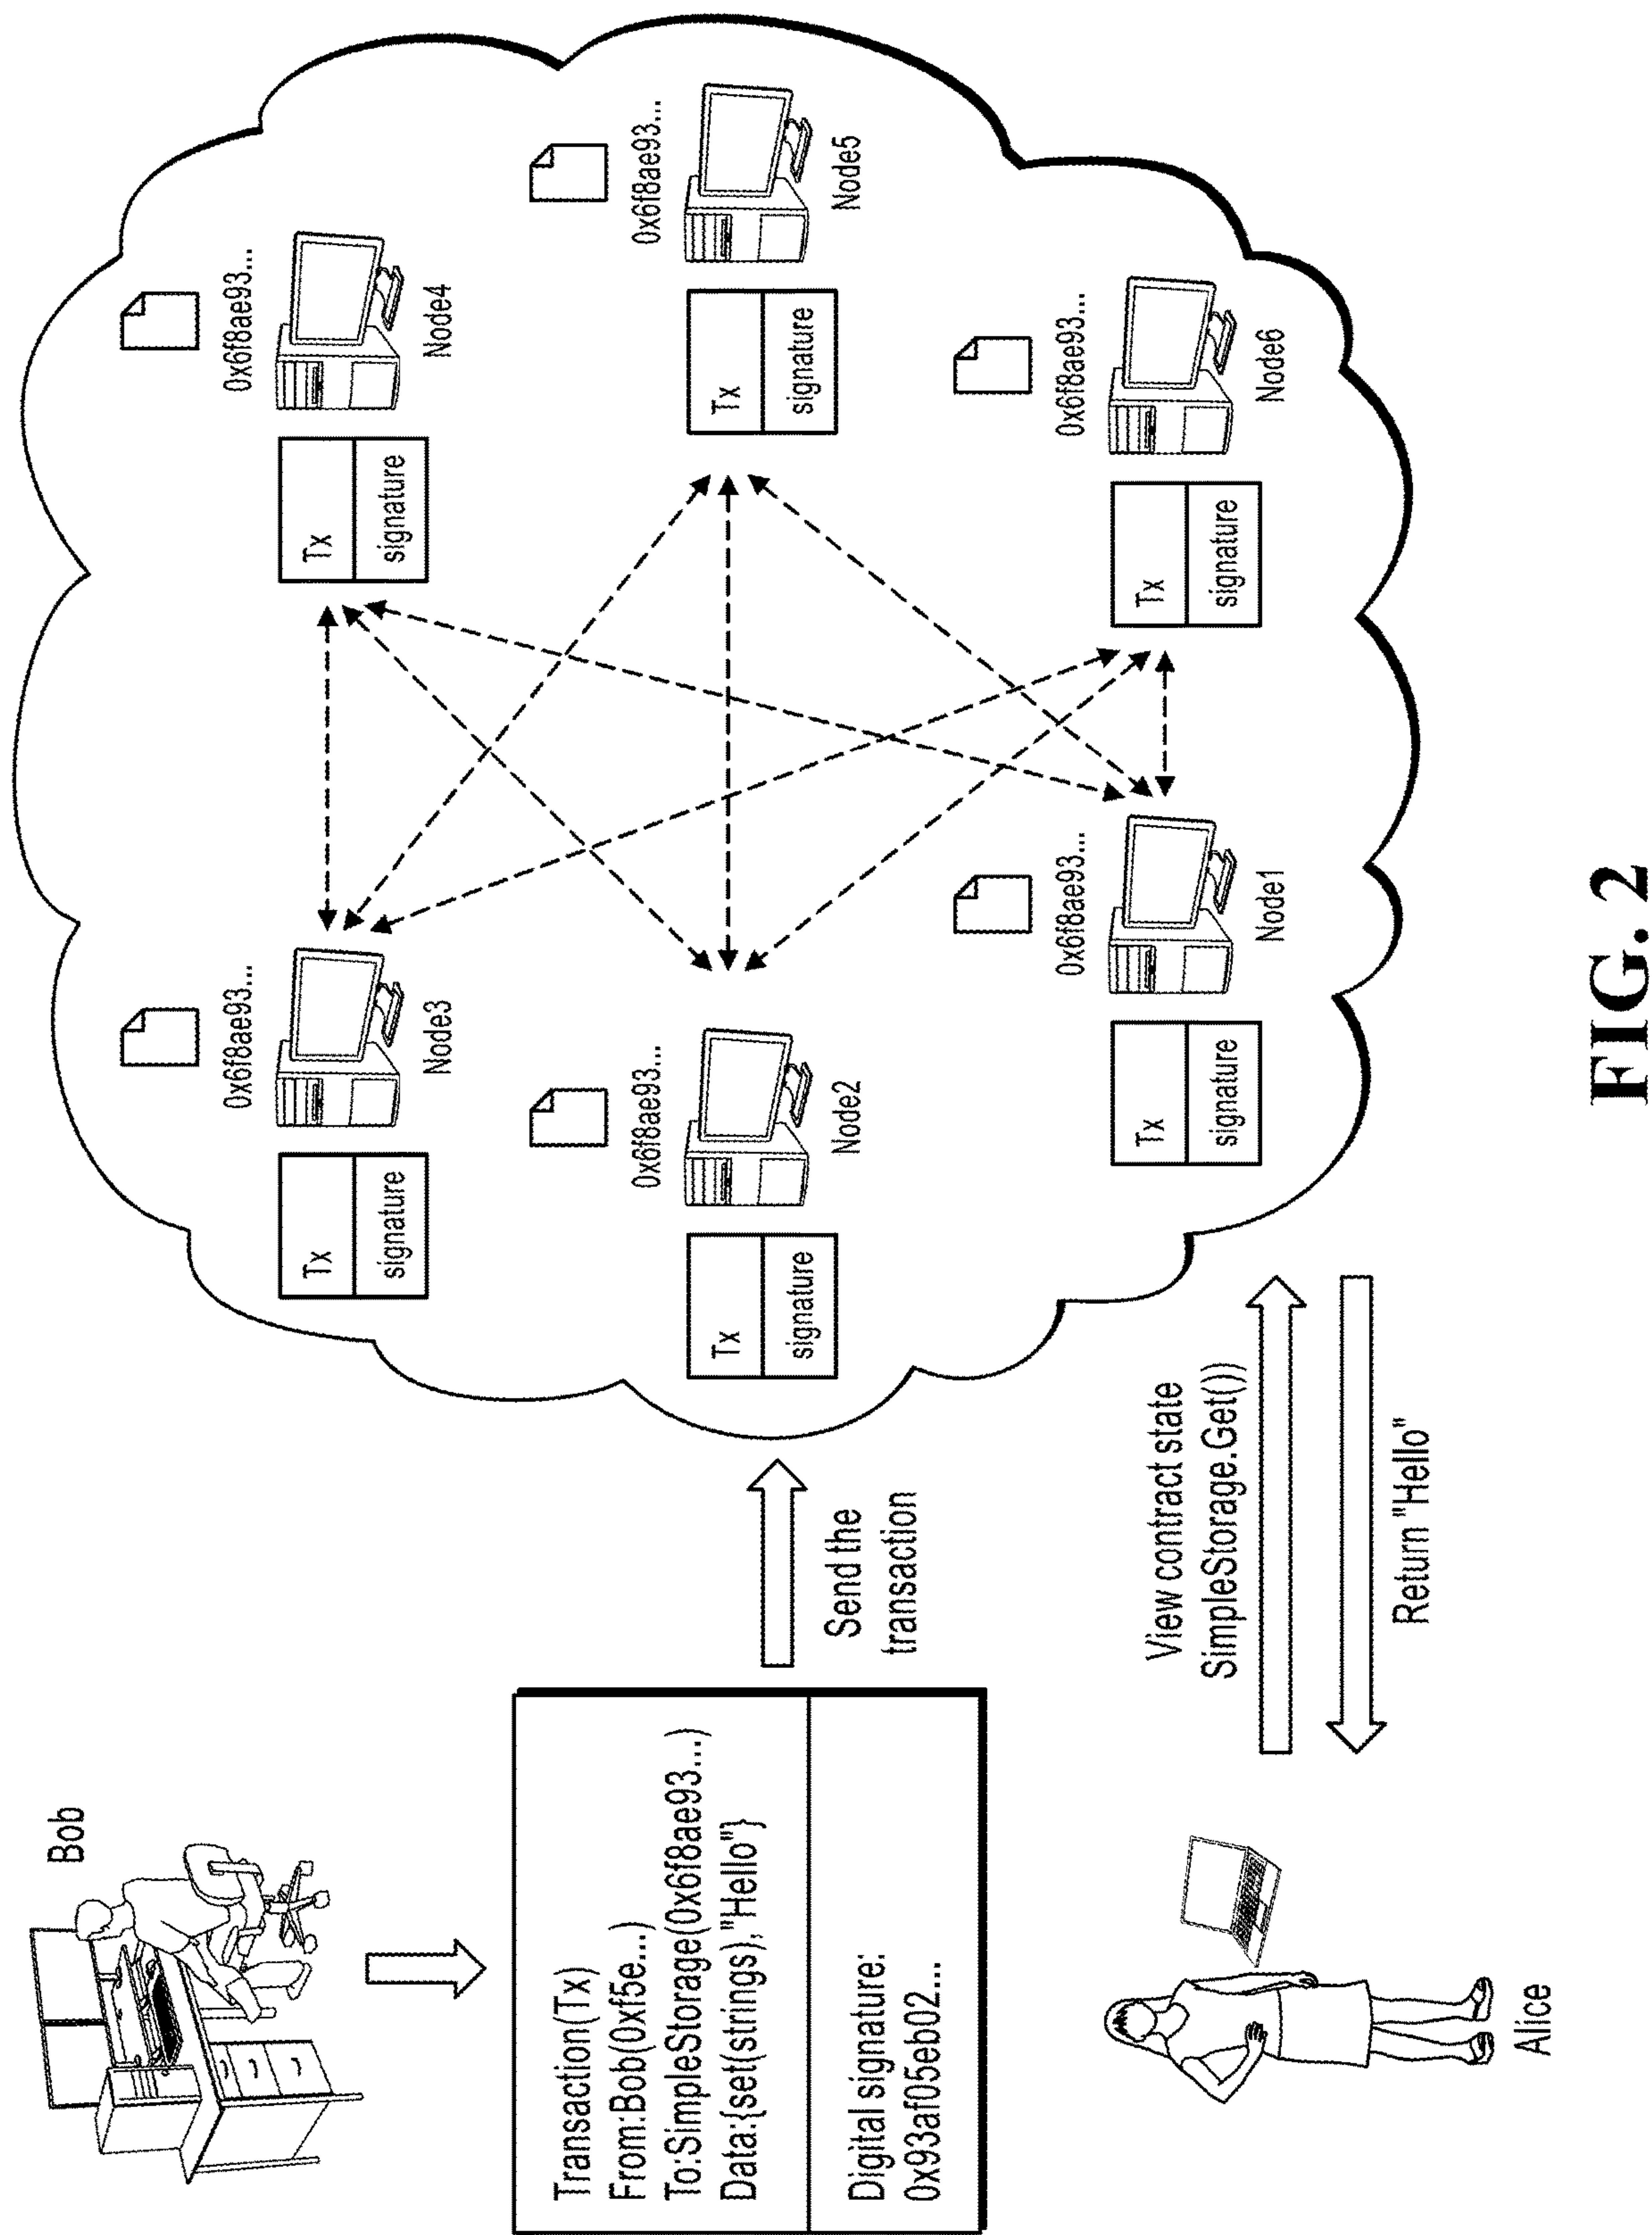 Bob
Transaction(Tx)
From:Bob(0xf5e...)
To:SimpleStorage(0x6f8ae93...)
Data:{set(strings),"Hello"}
Digital signature:
0x93af05eb02...
Send the
transaction
Alice
View contract state
SimpleStorage.Get())
Return "Hello"
0x6f8ae93...
Tx
signature
Node3
0x6f8ae93...
Tx
signature
Node4
0x6f8ae93...
Tx
signature
Node2
0x6f8ae93...
Tx
signature
Node5
0x6f8ae93...
Tx
signature
Node1
0x6f8ae93...
Tx
signature
Node6
FIG. 2